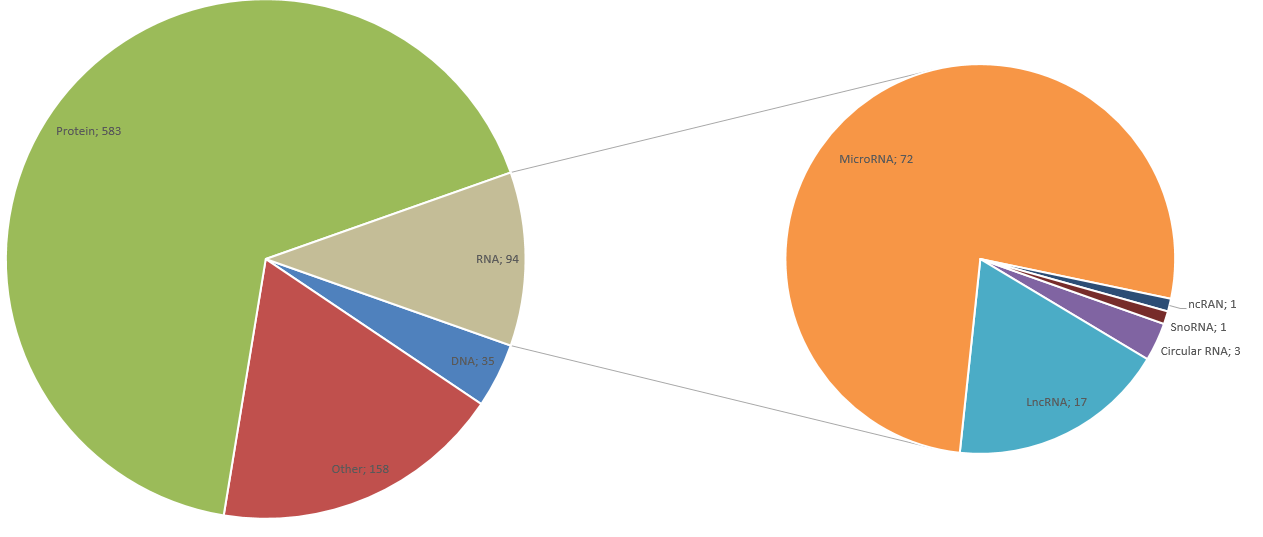 Protein; 583
RNA; 94
DNA; 35
Other; 158
MicroRNA; 72
ncRAN; 1
SnoRNA; 1
Circular RNA; 3
LncRNA; 17